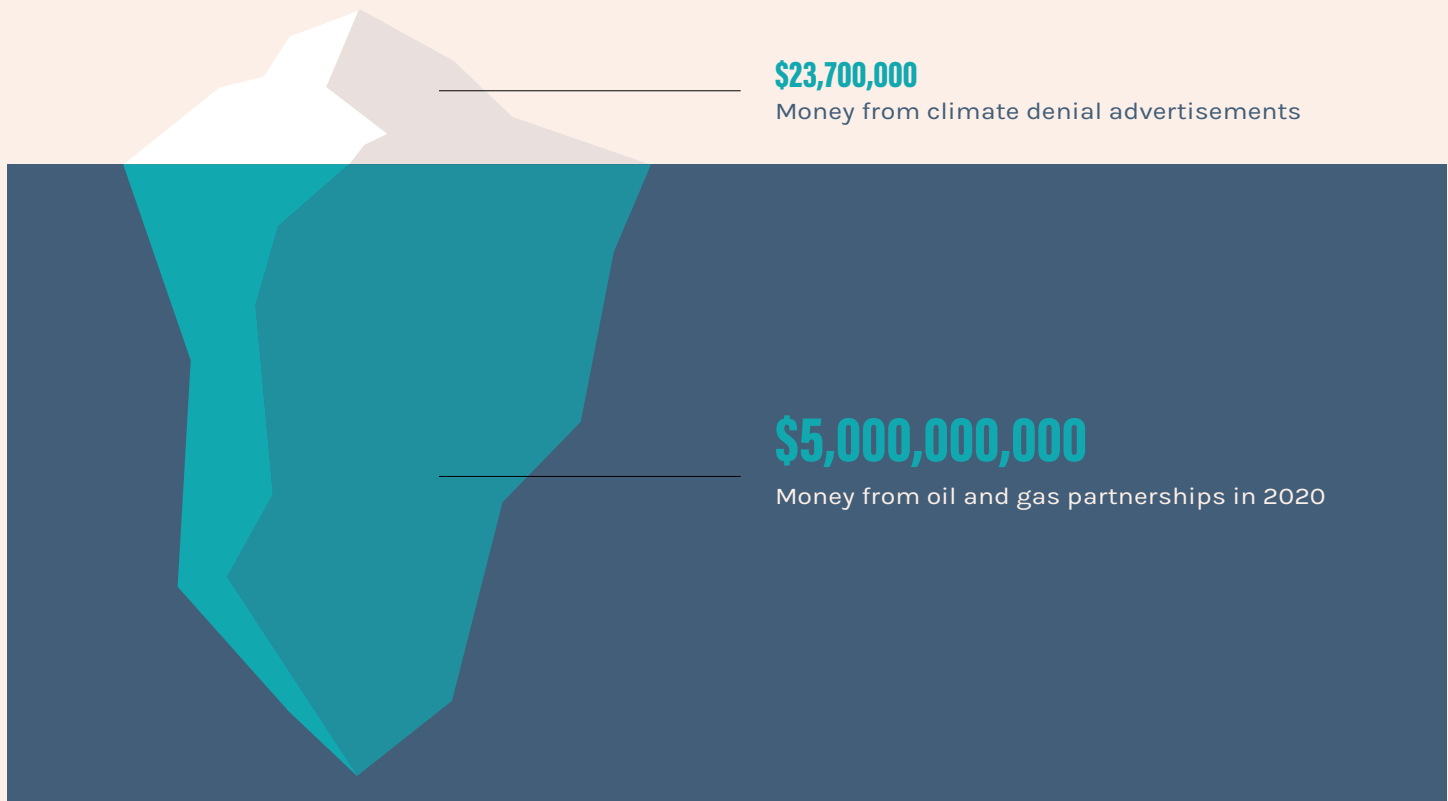 $23,700,000
Money from climate denial advertisements
$5,000,000,000
Money from oil and gas partnerships in 2020